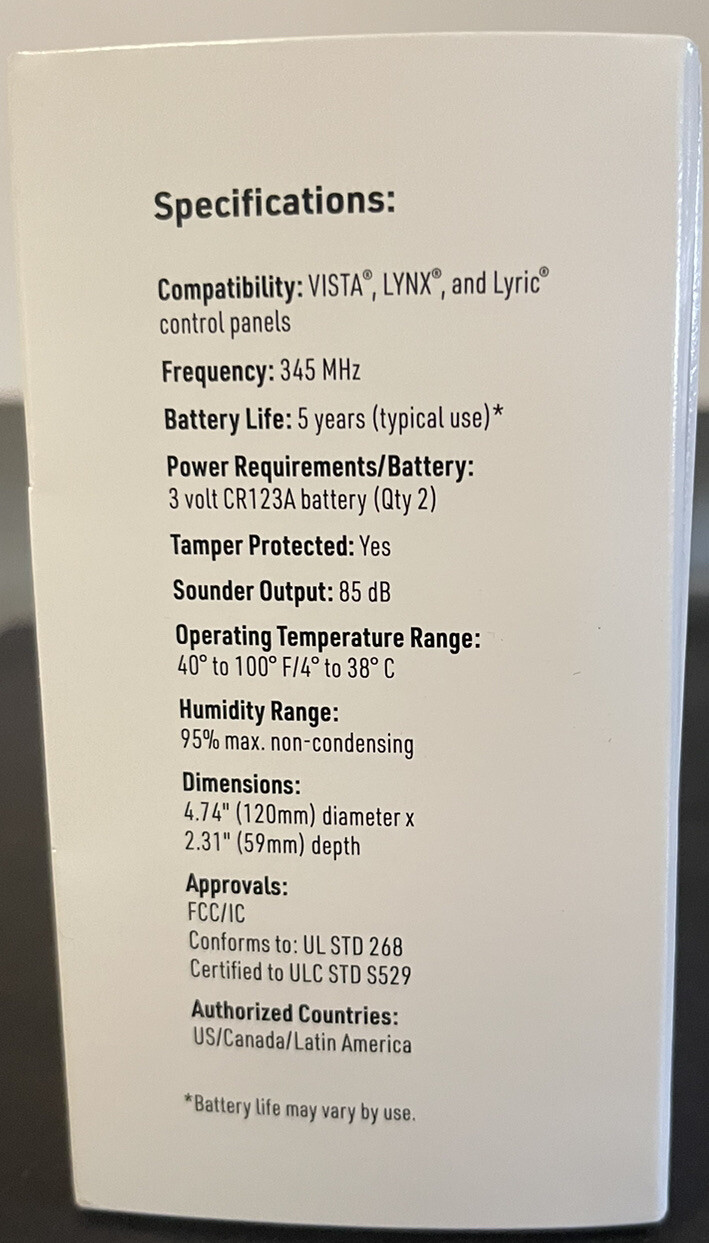 Specifications:
Compatibility: VISTA®, LYNX®, and Lyric®
control panels
Frequency: 345 MHz
Battery Life: 5 years (typical use)*
Power Requirements/Battery:
3 volt CR123A battery (Qty 2)
Tamper Protected: Yes
Sounder Output: 85 dB
Operating Temperature Range:
40° to 100° F/4° to 38° C
Humidity Range:
95% max. non-condensing
Dimensions:
4.74" (120mm) diameter x
2.31" (59mm) depth
Approvals:
FCC/IC
Conforms to: UL STD 268
Certified to ULC STD S529
Authorized Countries:
US/Canada/Latin America
*Battery life may vary by use.